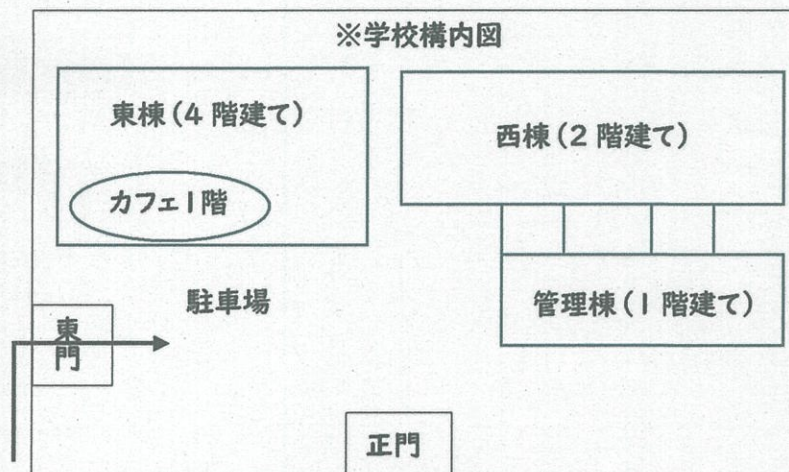 ※学校構内図
東棟(4階建て)
西棟(2階建て)
カフェ1階
駐車場
管理棟(1階建て)
東
門
正門